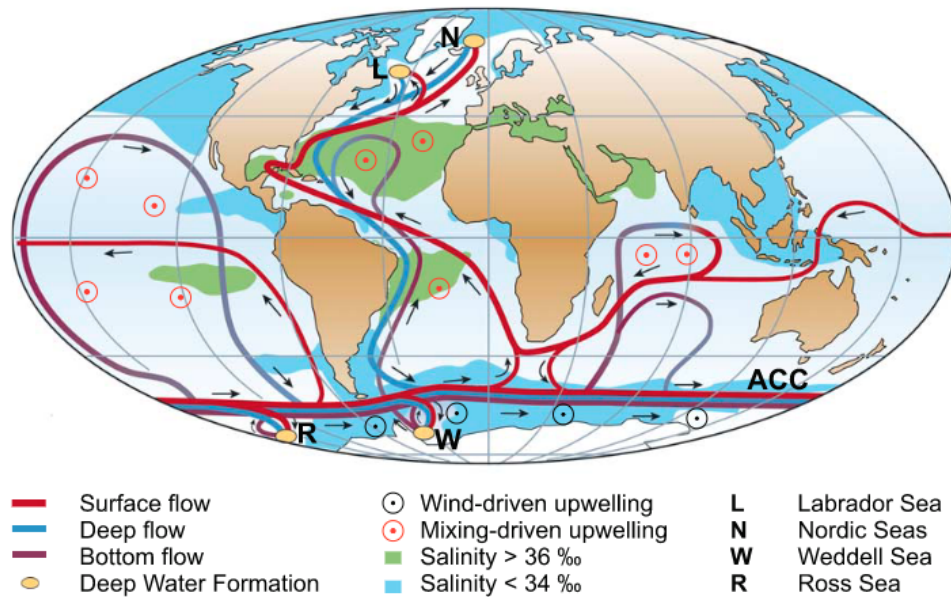 N
L
ACC
R
W
Surface flow
Deep flow
Bottom flow
Deep Water Formation
Wind-driven upwelling
Mixing-driven upwelling
Salinity > 36 ‰
Salinity < 34 ‰
L Labrador Sea
N Nordic Seas
W Weddell Sea
R Ross Sea